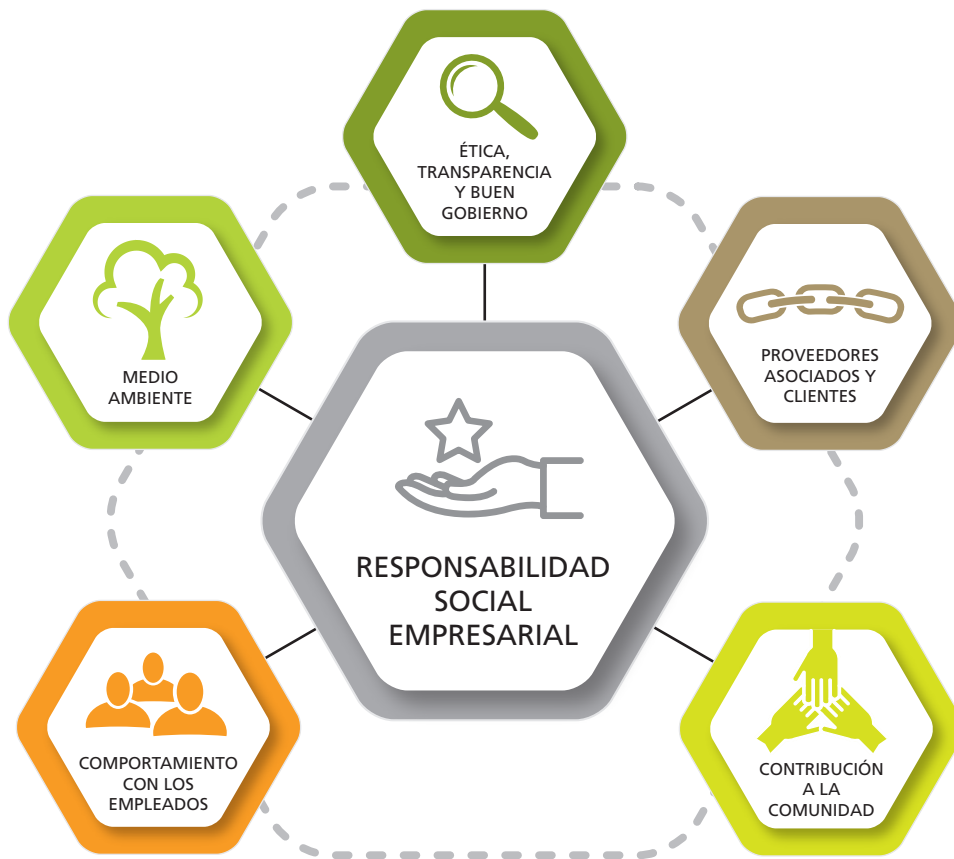 ÉTICA,
TRANSPARENCIA
Y BUEN
GOBIERNO
MEDIO
AMBIENTE
PROVEEDORES
ASOCIADOS Y
CLIENTES
RESPONSABILIDAD
SOCIAL
EMPRESARIAL
COMPORTAMIENTO
CON LOS
EMPLEADOS
CONTRIBUCIÓN
A LA
COMUNIDAD